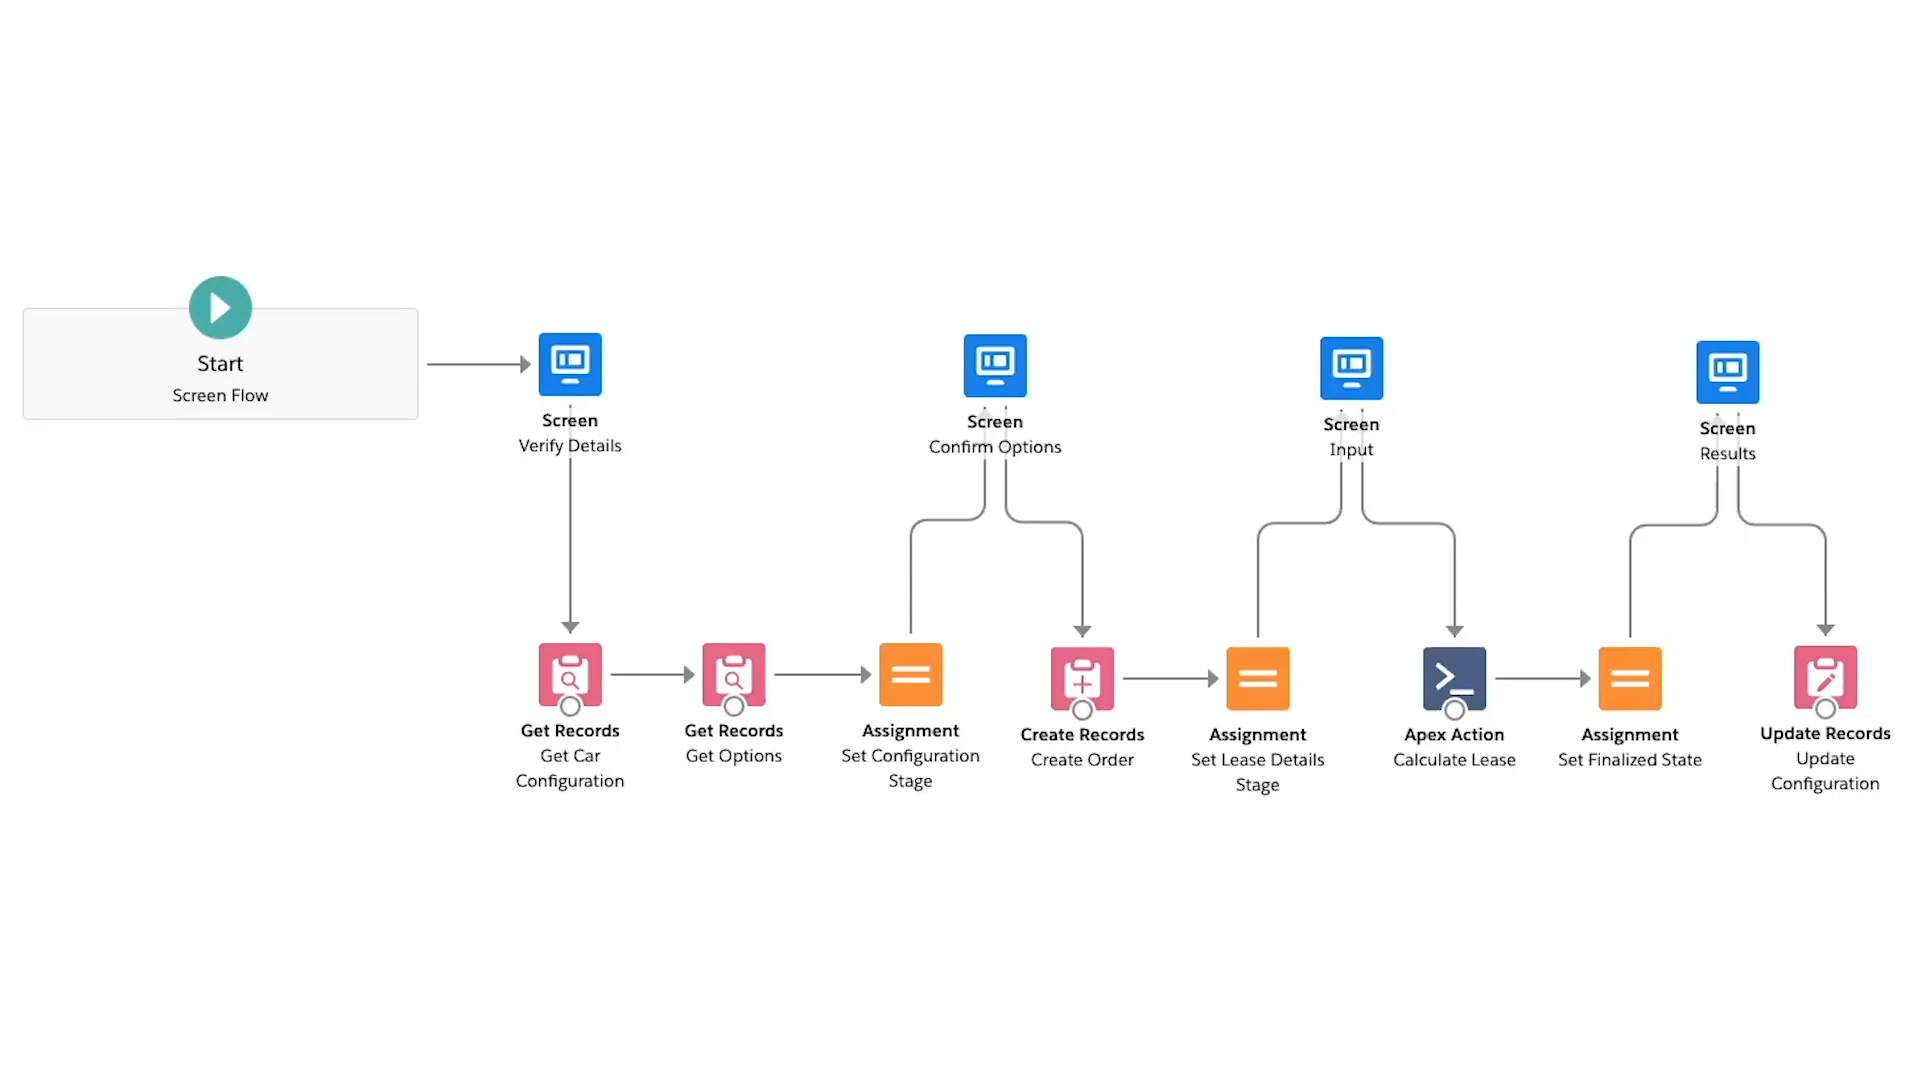 Start
Screen Flow
Screen
Verify Details
Screen
Confirm Options
Screen
Input
Screen
Results
Get Records
Get Car
Configuration
Get Records
Get Options
Assignment
Set Configuration
Stage
Create Records
Create Order
Assignment
Set Lease Details
Stage
Apex Action
Calculate Lease
Assignment
Set Finalized State
Update Records
Update
Configuration